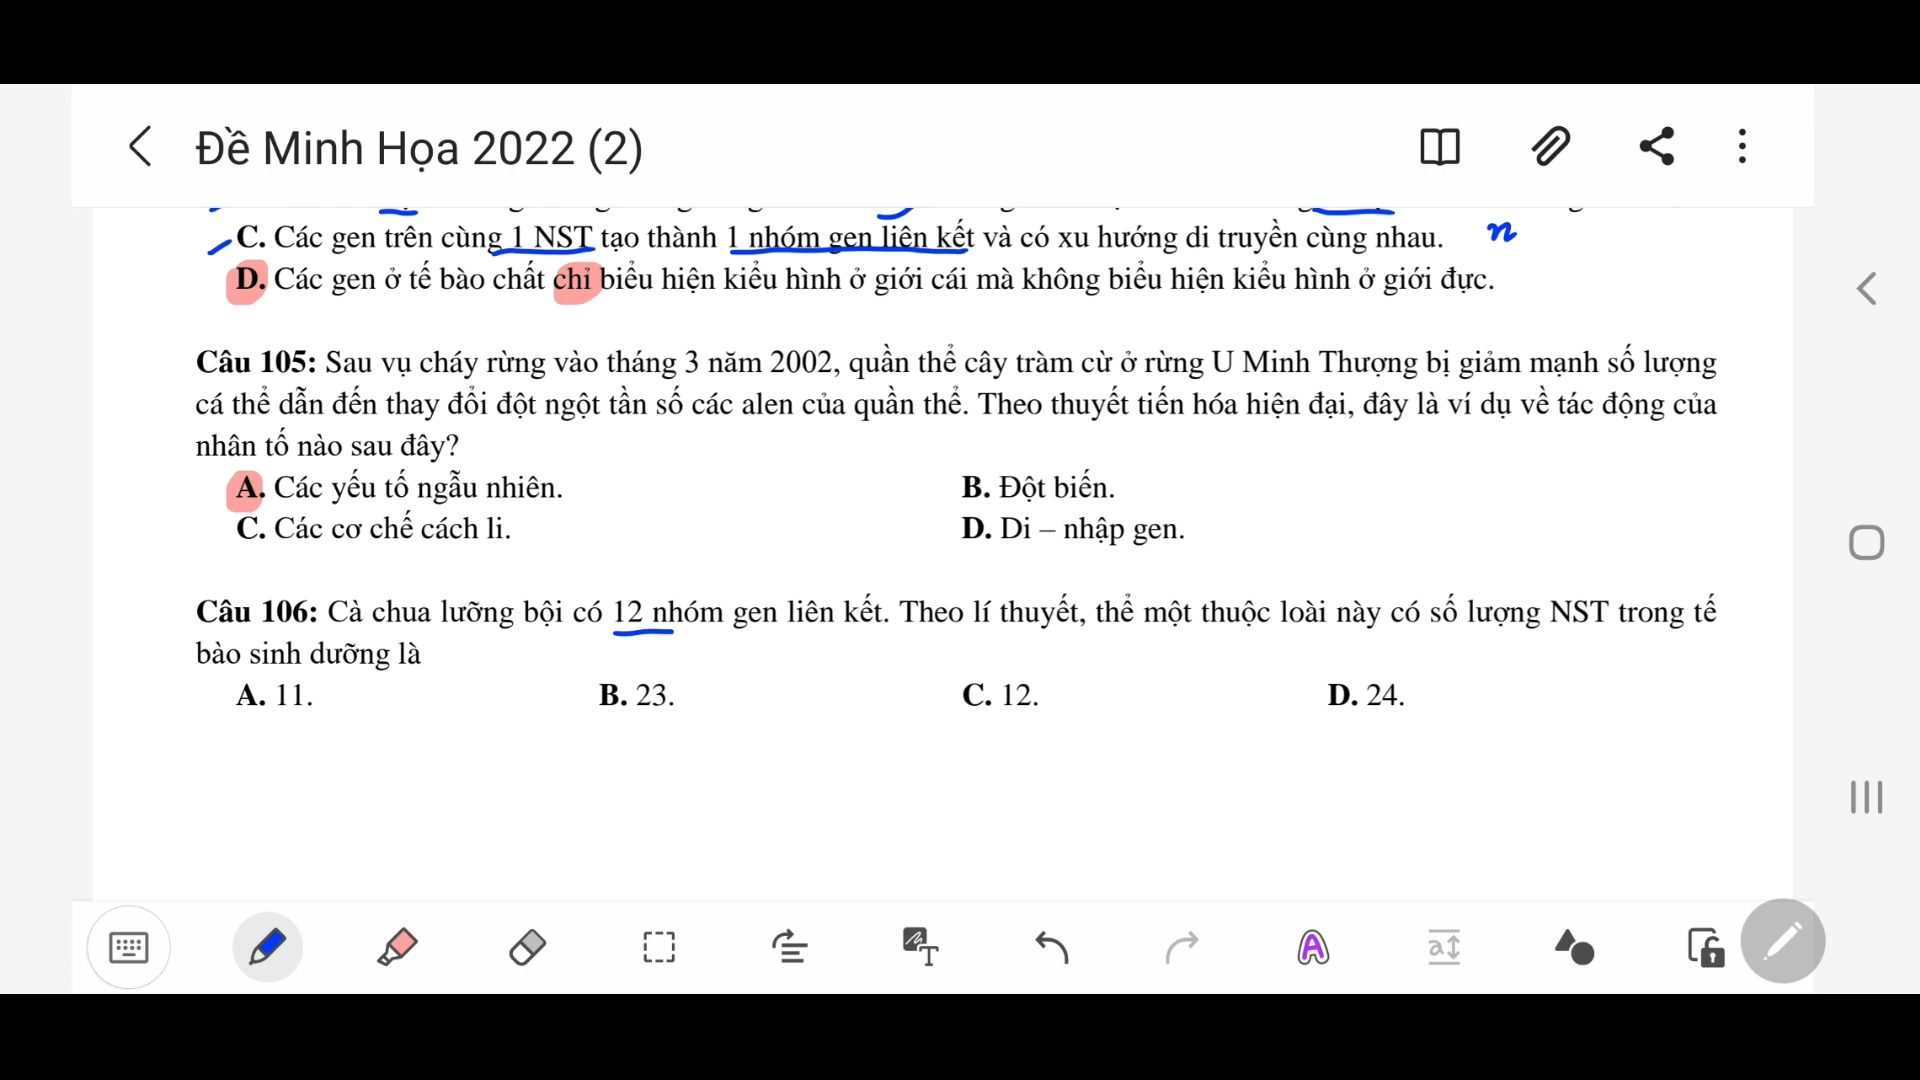 Đề Minh Họa 2022 (2)
C. Các gen trên cùng 1 NST tạo thành 1 nhóm gen liên kết và có xu hướng di truyền cùng nhau. n
D. Các gen ở tế bào chất chỉ biểu hiện kiểu hình ở giới cái mà không biểu hiện kiểu hình ở giới đực.
Câu 105: Sau vụ cháy rừng vào tháng 3 năm 2002, quần thể cây tràm cừ ở rừng U Minh Thượng bị giảm mạnh số lượng
cá thể dẫn đến thay đổi đột ngột tần số các alen của quần thể. Theo thuyết tiến hóa hiện đại, đây là ví dụ về tác động của
nhân tố nào sau đây?
A. Các yếu tố ngẫu nhiên. B. Đột biến.
C. Các cơ chế cách li. D. Di – nhập gen.
Câu 106: Cà chua lưỡng bội có 12 nhóm gen liên kết. Theo lí thuyết, thể một thuộc loài này có số lượng NST trong tế
bào sinh dưỡng là
A. 11. B. 23. C. 12. D. 24.